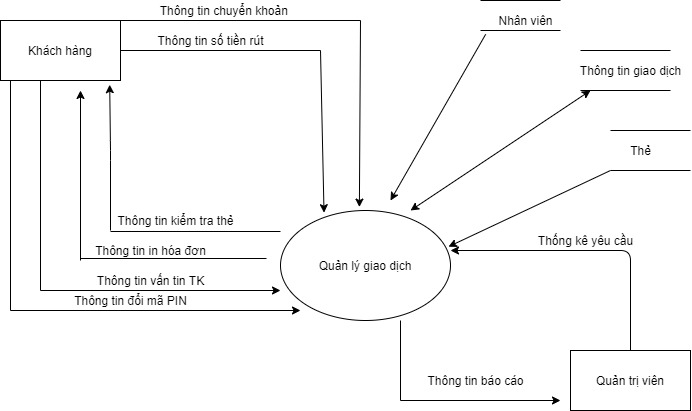 Thông tin chuyển khoản
Nhân viên
Khách hàng
Thông tin số tiền rút
Thông tin giao dịch
Thẻ
Thông tin kiểm tra thẻ
Thống kê yêu cầu
Thông tin in hóa đơn
Quản lý giao dịch
Thông tin vấn tin TK
Thông tin đổi mã PIN
Thông tin báo cáo
Quản trị viên